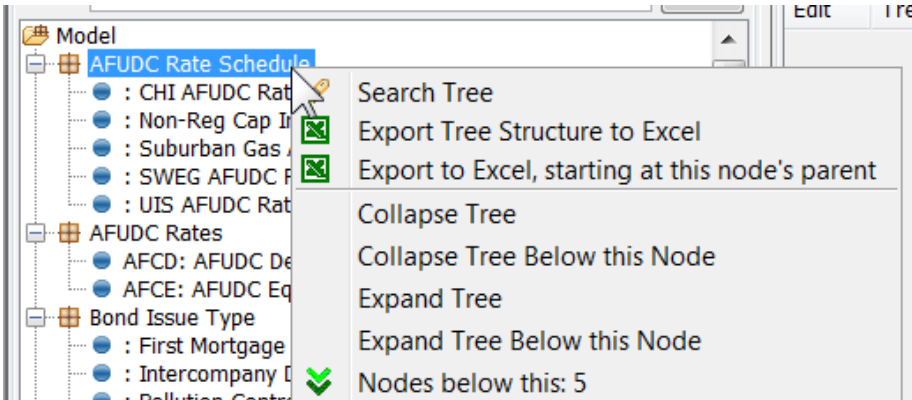 Edit
Model
AFUDC Rate Schedule
: CHI AFUDC Rat
: Non-Reg Cap
: Suburban Gas
: SWEG AFUDC
: UIS AFUDC Rat
AFUDC Rates
AFCD: AFUDC De
AFCE: AFUDC Eq
Bond Issue Type
: First Mortgage
: Intercompany
Search Tree
Export Tree Structure to Excel
Export to Excel, starting at this node's parent
Collapse Tree
Collapse Tree Below this Node
Expand Tree
Expand Tree Below this Node
Nodes below this: 5